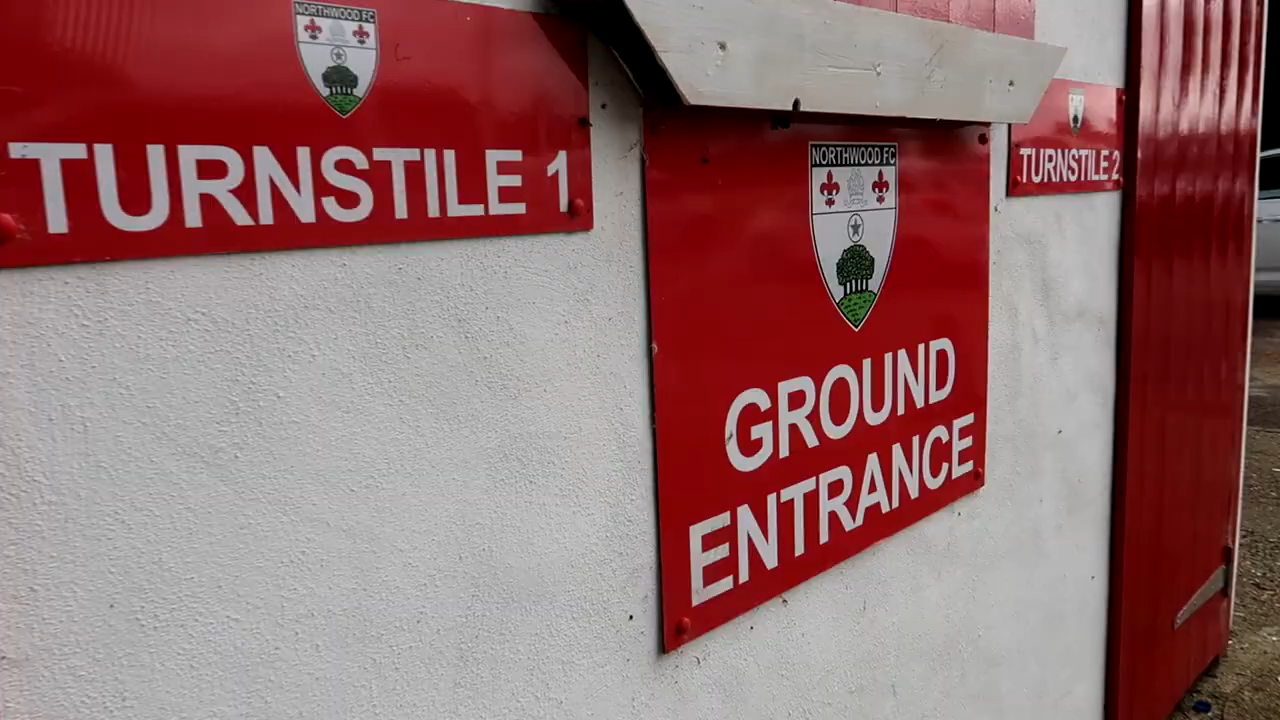 NORTHWOOD FC
TURNSTILE 1
NORTHWOOD FC
GROUND
ENTRANCE
TURNSTILE 2